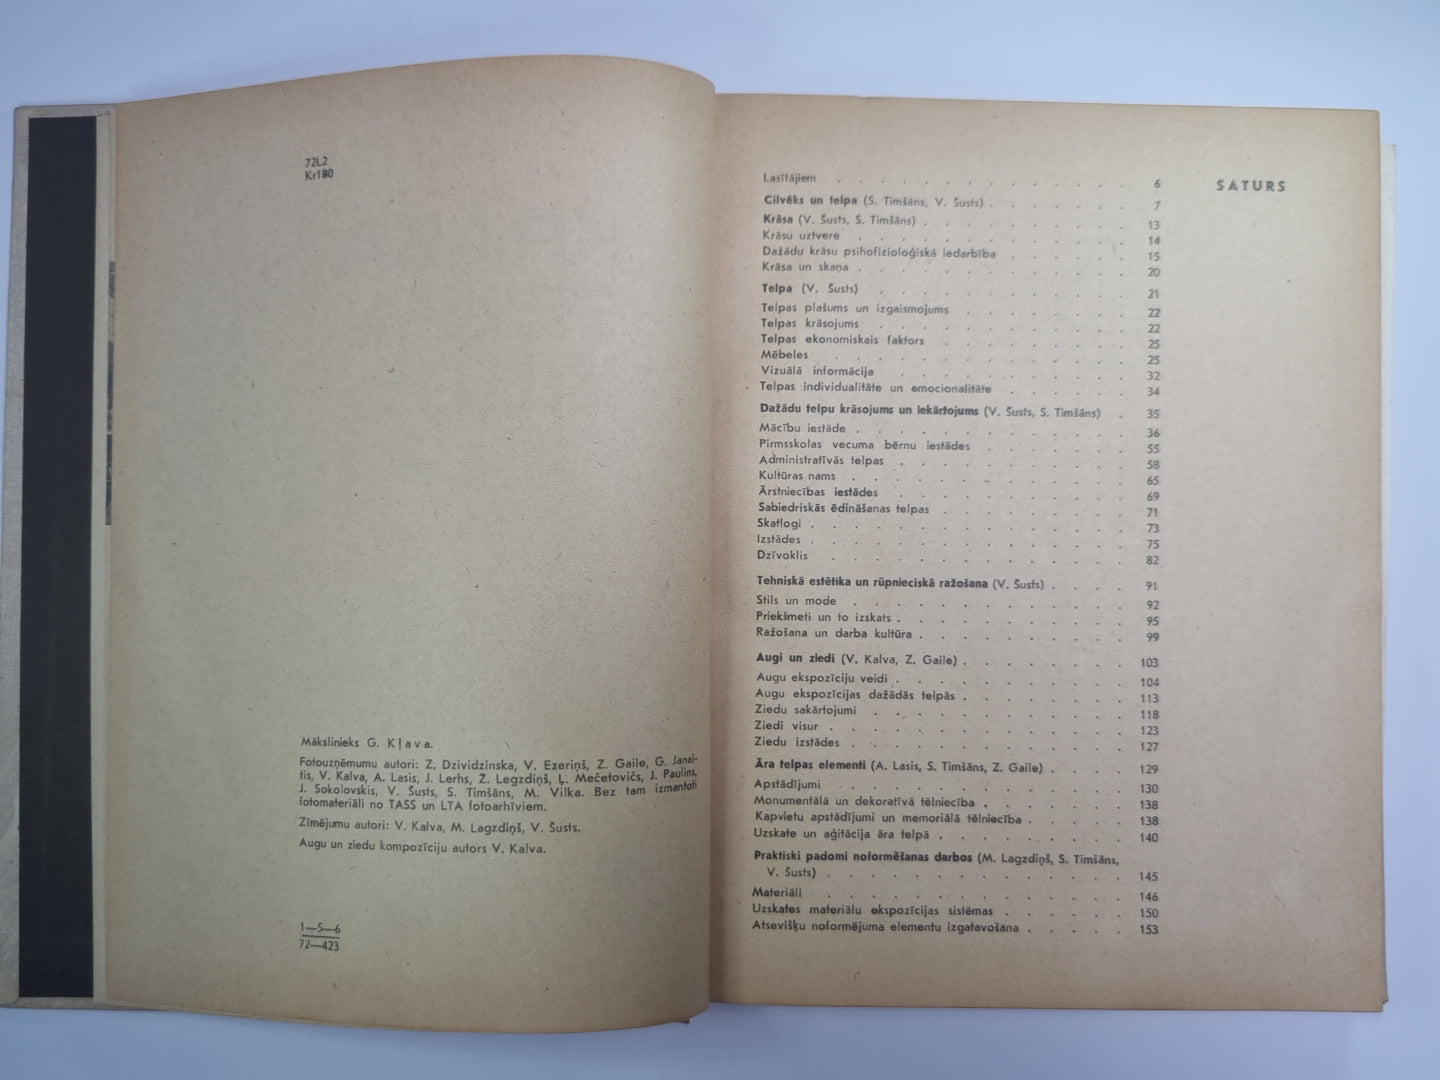 72L2
Kr180
Mākslinieks G. Kļava.
Fotouzņēmumu autori: Z. Dzividzinska, V. Ezeriņš, Z. Gaile, G. Janai-
tis, V. Kalva, A. Lasis, J. Lerhs, Ž. Legzdiņš, Ļ. Mečetovičs, J. Pauliņš,
J. Sokolovskis, V. Šusts, S. Timšāns, M. Vilka. Bez tam izmantoti
fotomateriāli no TASS un LTA fotoarhīviem.
Zīmējumu autori: V. Kalva, M. Lagzdiņš, V. Šusts.
Augu un ziedu kompozīciju autors V. Kalva.
1—5—6
72—423
SATURS
Lasītājiem . . . . . . . . . . . . . . 6
Cilvēks un telpa (S. Timšāns, V. Šusts) . . . . . . . 7
Krāsa (V. Šusts, S. Timšāns) . . . . . . . . . . 13
Krāsu uztvere . . . . . . . . . . . . . 14
Dažādu krāsu psihofizioloģiskā iedarbība . . . . . . 15
Krāsa un skaņa . . . . . . . . . . . . . 20
Telpa (V. Šusts) . . . . . . . . . . . . 21
Telpas plašums un izgaismojums . . . . . . . . 22
Telpas krāsojums . . . . . . . . . . . . 22
Telpas ekonomiskais faktors . . . . . . . . . 25
Mēbeles . . . . . . . . . . . . . . 25
Vizuālā informācija . . . . . . . . . . . 32
Telpas individualitāte un emocionalitāte . . . . . . 34
Dažādu telpu krāsojums un iekārtojums (V. Šusts, S. Timšāns) . 35
Mācību iestāde . . . . . . . . . . . . . 36
Pirmsskolas vecuma bērnu iestādes . . . . . . . 55
Administratīvās telpas . . . . . . . . . . . 58
Kultūras nams . . . . . . . . . . . . . 65
Ārstniecības iestādes . . . . . . . . . . . 69
Sabiedriskās ēdināšanas telpas . . . . . . . . . 71
Skatlogi . . . . . . . . . . . . . . . 73
Izstādes . . . . . . . . . . . . . . . 75
Dzīvoklis . . . . . . . . . . . . . . 82
Tehniskā estētika un rūpnieciskā ražošana (V. Šusts) . . . . 91
Stils un mode . . . . . . . . . . . . . 92
Priekšmeti un to izskats . . . . . . . . . . . 95
Ražošana un darba kultūra . . . . . . . . . . 99
Augi un ziedi (V. Kalva, Z. Gaile) . . . . . . . . 103
Augu ekspozīciju veidi . . . . . . . . . . . 104
Augu ekspozīcijas dažādās telpās . . . . . . . . 113
Ziedu sakārtojumi . . . . . . . . . . . . 118
Ziedi visur . . . . . . . . . . . . . . 123
Ziedu izstādes . . . . . . . . . . . . . 127
Āra telpas elementi (A. Lasis, S. Timšāns, Z. Gaile) . . . . 129
Apstādījumi . . . . . . . . . . . . . . 130
Monumentālā un dekoratīvā tēlniecība . . . . . . . 138
Kapvietu apstādījumi un memoriālā tēlniecība . . . . . 138
Uzskate un aģitācija āra telpā . . . . . . . . . 140
Praktiski padomi noformēšanas darbos (M. Lagzdiņš, S. Timšāns,
V. Šusts) . . . . . . . . . . . . . . 145
Materiāli . . . . . . . . . . . . . . 146
Uzskates materiālu ekspozīcijas sistēmas . . . . . . 150
Atsevišķu noformējuma elementu izgatavošana . . . . . 153